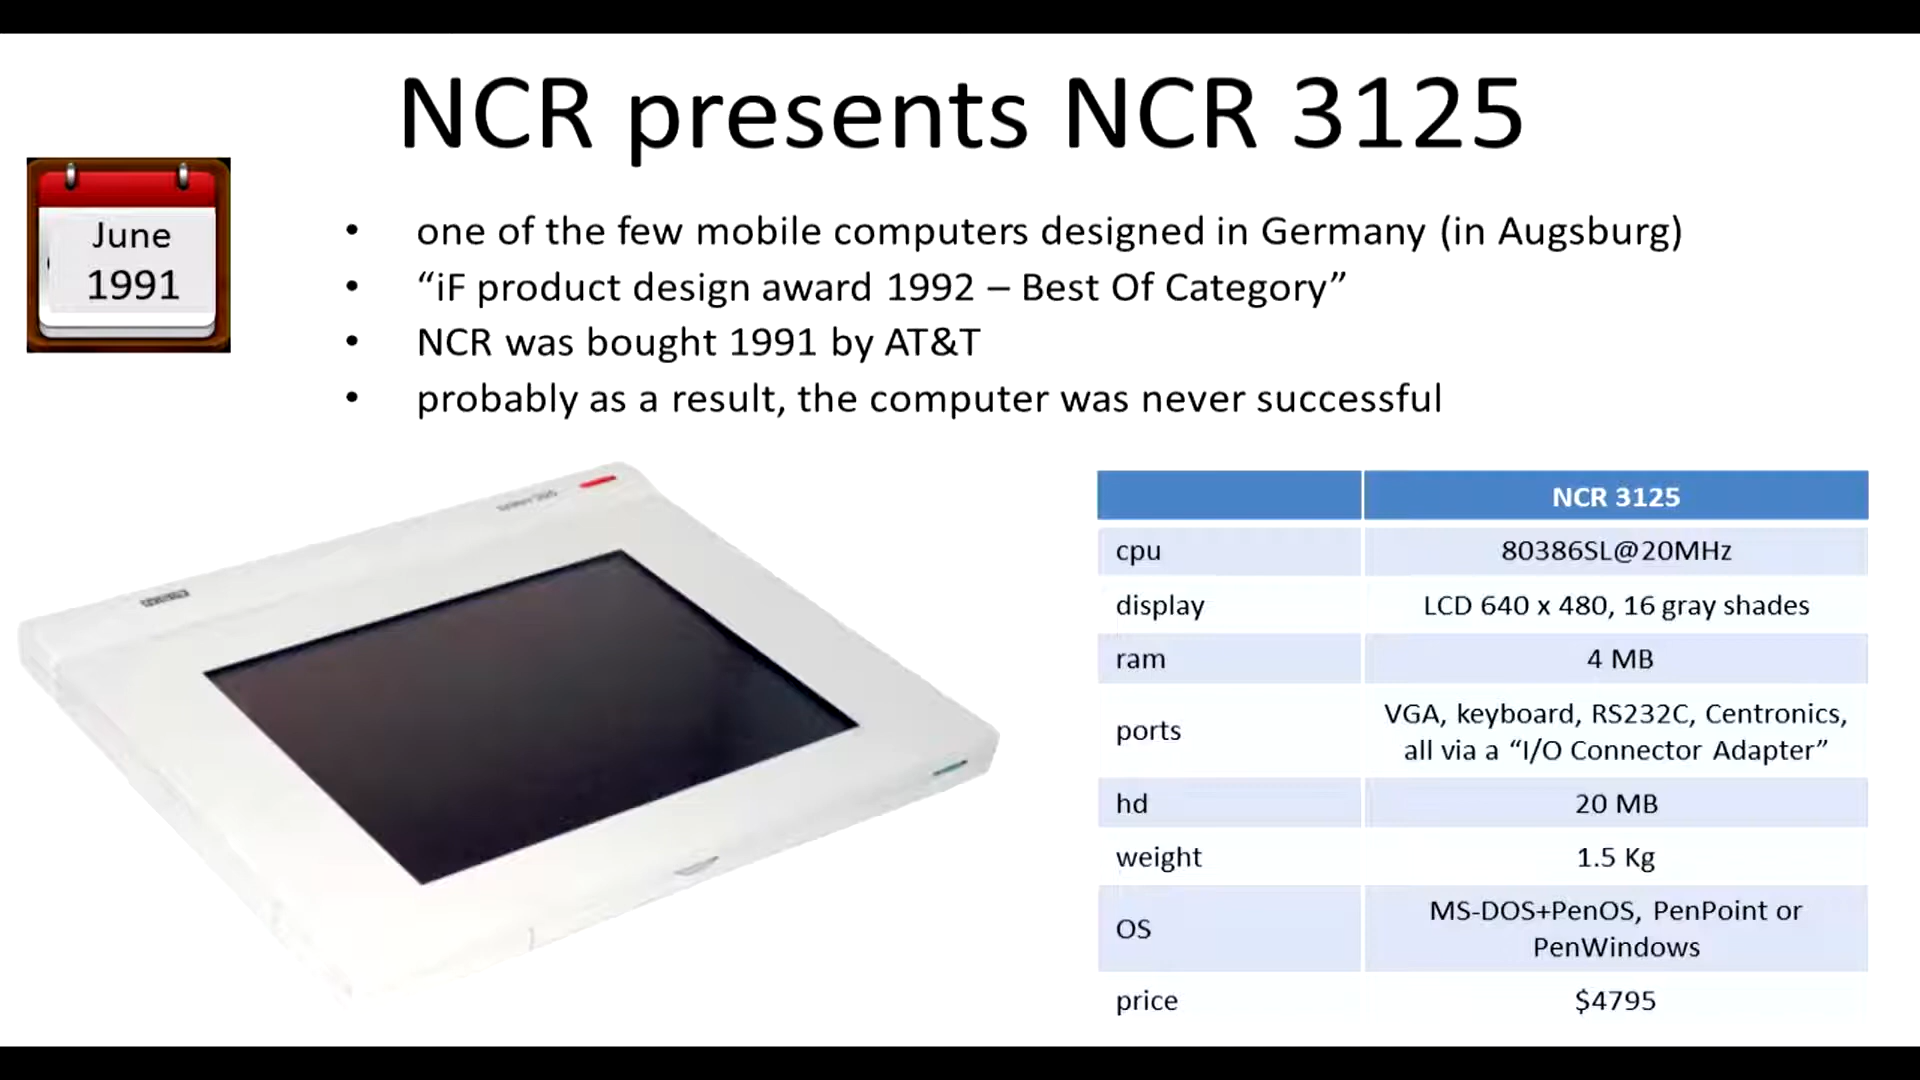 NCR presents NCR 3125
June
1991
• one of the few mobile computers designed in Germany (in Augsburg)
• “iF product design award 1992 – Best Of Category”
• NCR was bought 1991 by AT&T
• probably as a result, the computer was never successful
NCR 3125
cpu 80386SL@20MHz
display LCD 640 x 480, 16 gray shades
ram 4 MB
ports VGA, keyboard, RS232C, Centronics,
all via a “I/O Connector Adapter”
hd 20 MB
weight 1.5 Kg
OS MS-DOS+PenOS, PenPoint or
PenWindows
price $4795